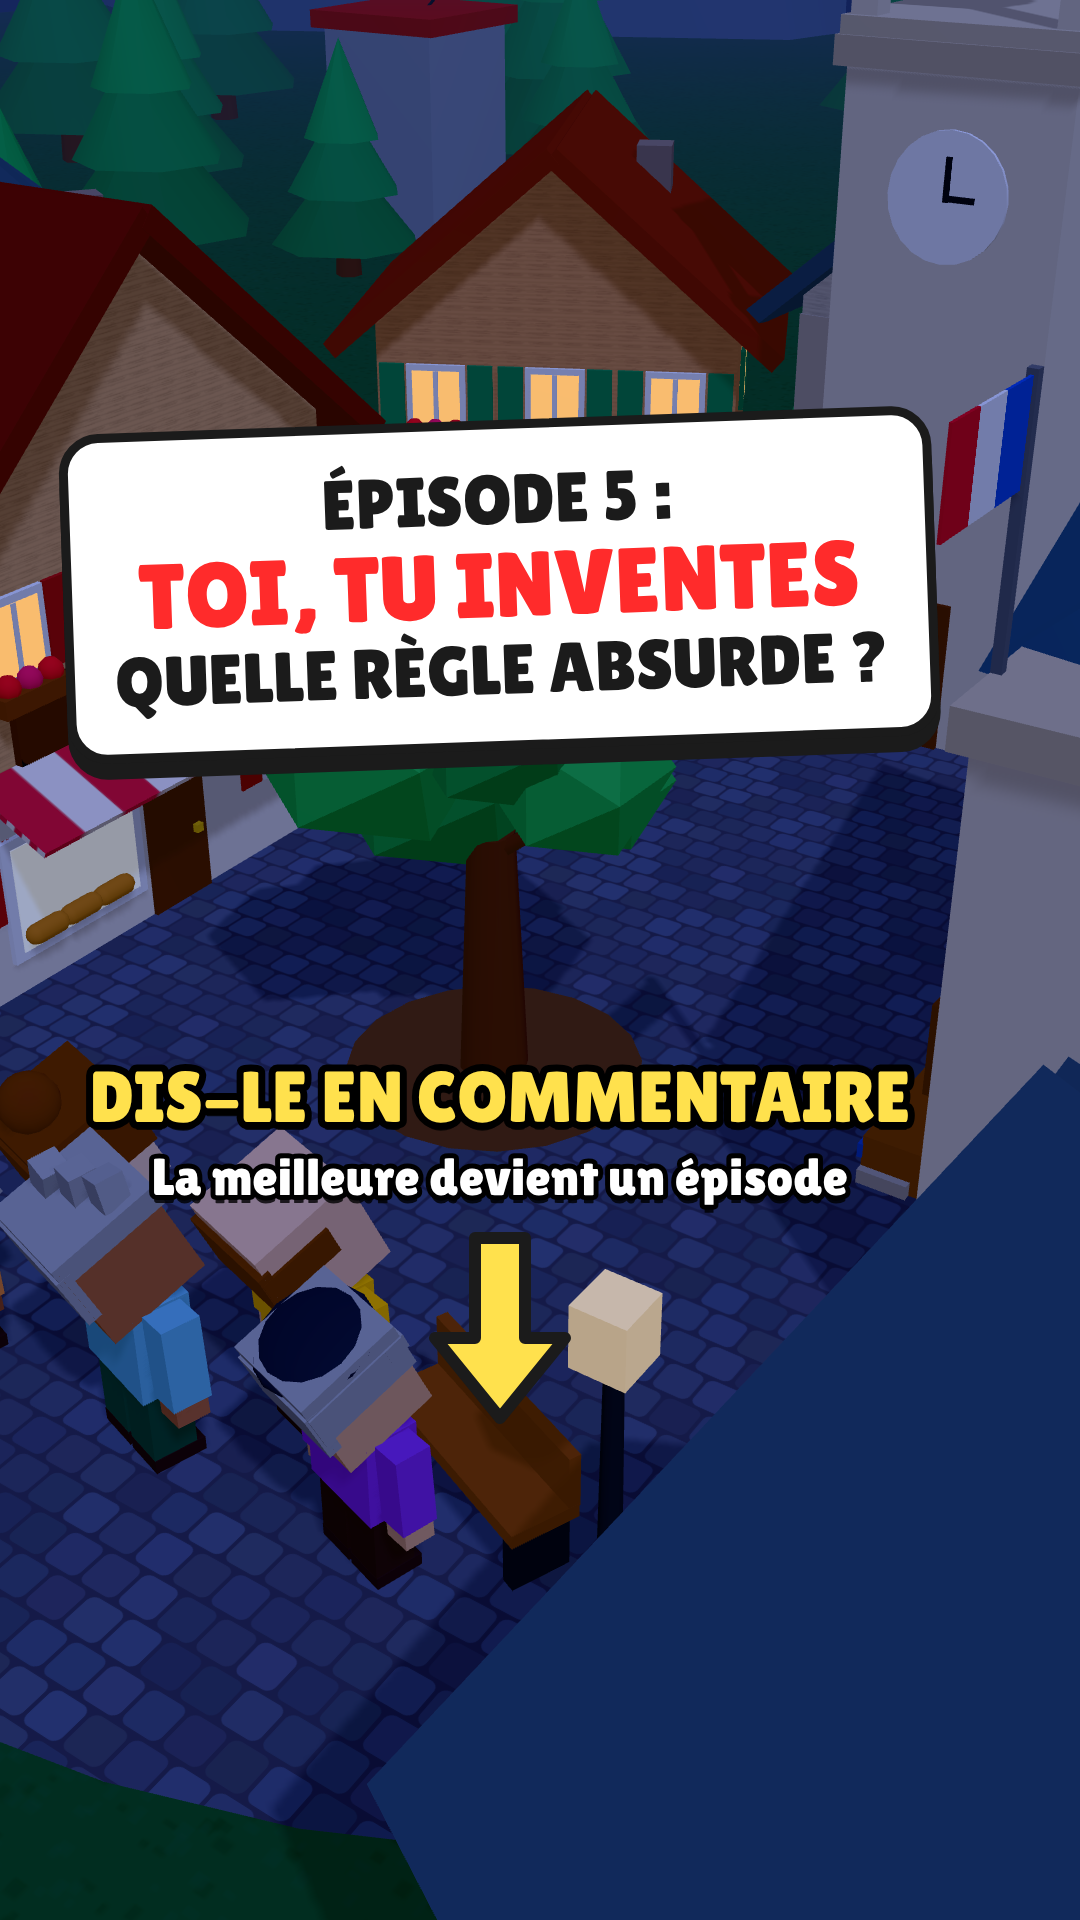 ÉPISODE 5 :
TOI, TU INVENTES
QUELLE RÈGLE ABSURDE ?
DIS-LE EN COMMENTAIRE
La meilleure devient un épisode